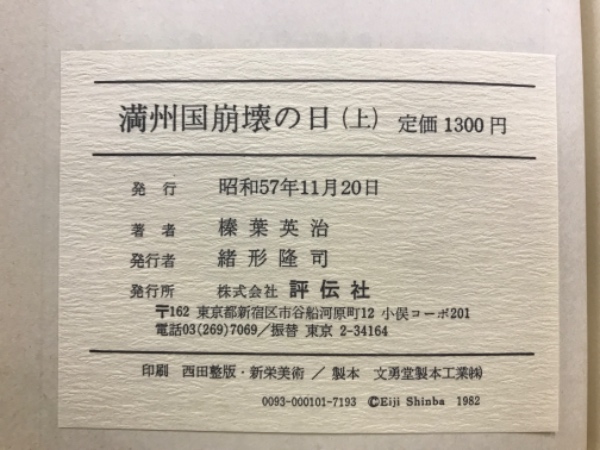 満州国崩壊の日(上) 定価 1300 円
発行 昭和57年11月20日
著者 榛葉英治
発行者 緒形隆司
発行所 株式会社 評伝社
〒162 東京都新宿区市谷船河原町12 小俣コーポ201
電話03(269)7069/振替 東京 2-34164
印刷 西田整版・新栄美術 / 製本 文勇堂製本工業㈱
0093-000101-7193 ©Eiji Shinba 1982